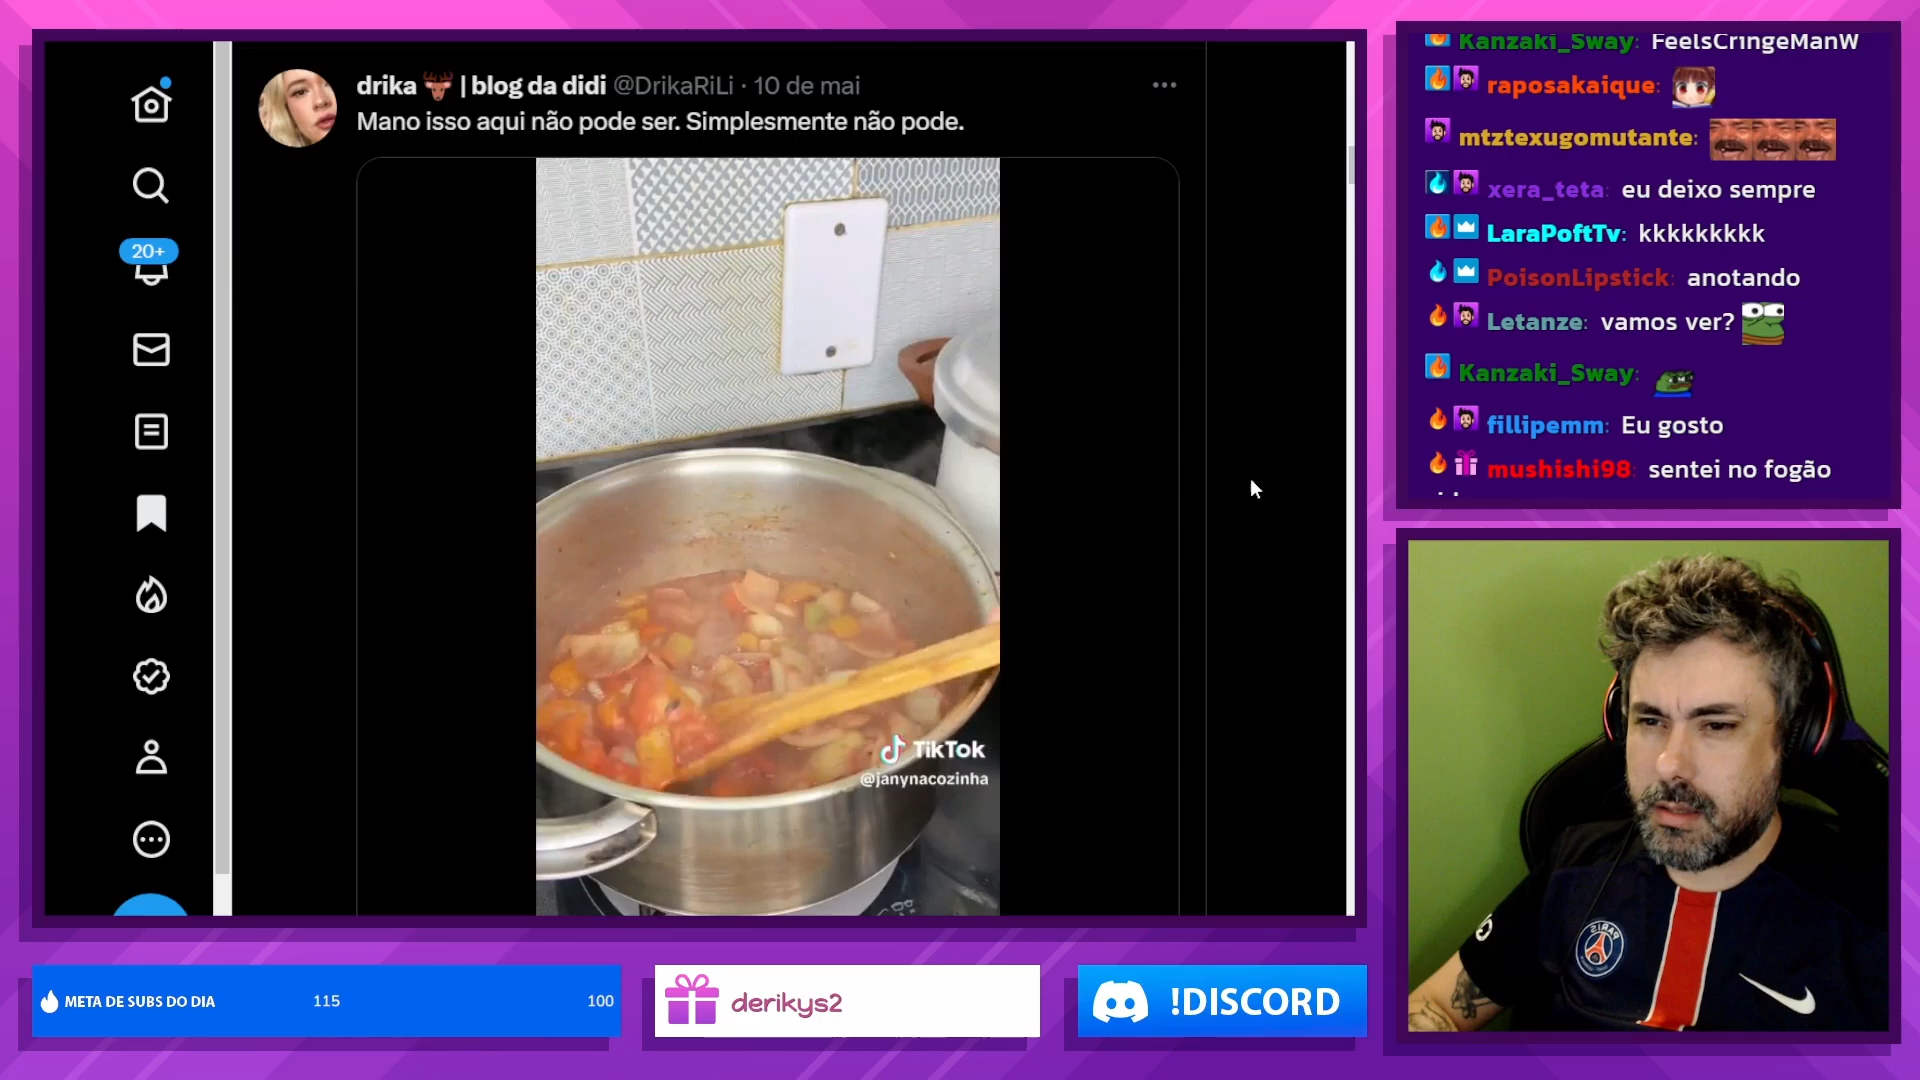 20+
drika | blog da didi @DrikaRiLi · 10 de mai
Mano isso aqui não pode ser. Simplesmente não pode.
TikTok
@janynacozinha
Kanzaki_Sway: FeelsCringeManW
raposakaique:
mtztexugomutante:
xera_teta: eu deixo sempre
LaraPoftTv: kkkkkkkkk
PoisonLipstick: anotando
Letanze: vamos ver?
Kanzaki_Sway:
fillipemm: Eu gosto
mushishi98: sentei no fogão
PARIS
META DE SUBS DO DIA 115 100
derikys2
!DISCORD